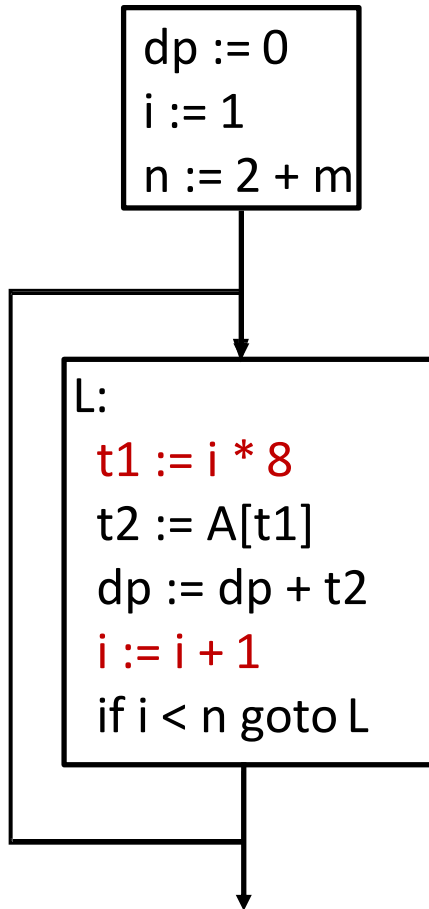 dp := 0
i := 1
n := 2 + m
L:
t1 := i * 8
t2 := A[t1]
dp := dp + t2
i := i + 1
if i < n goto L